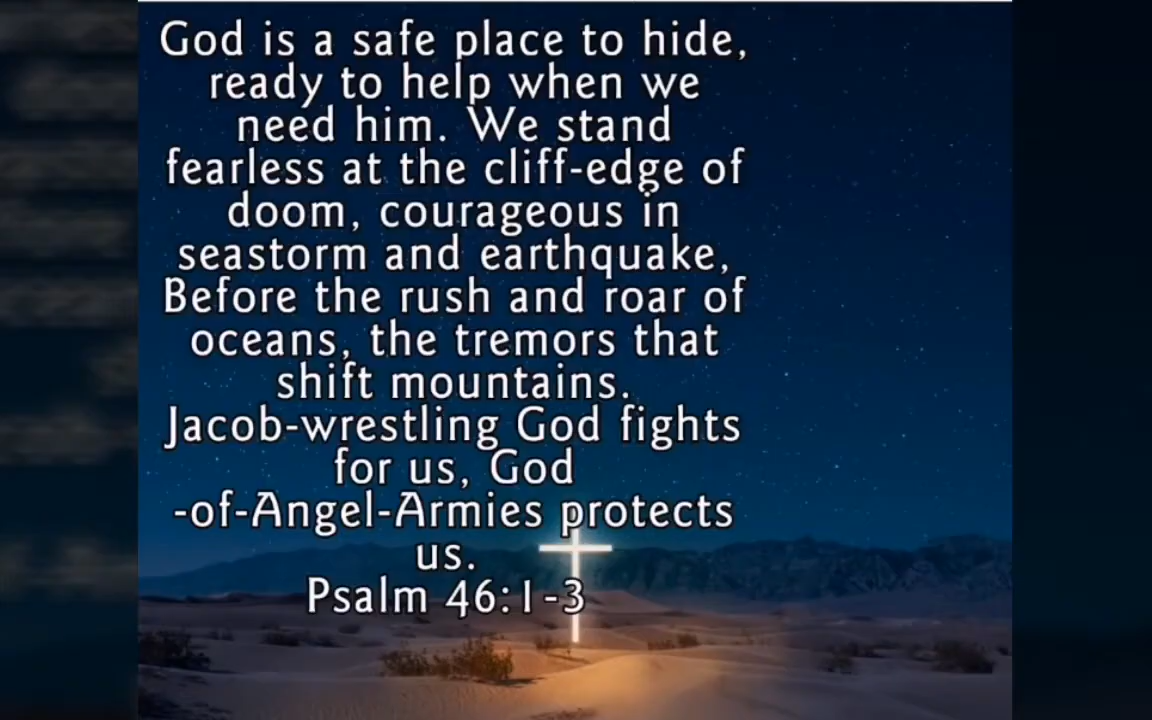 God is a safe place to hide,
ready to help when we
need him. We stand
fearless at the cliff-edge of
doom, courageous in
seastorm and earthquake,
Before the rush and roar of
oceans, the tremors that
shift mountains.
Jacob-wrestling God fights
for us, God
-of-Angel-Armies protects
us.
Psalm 46:1-3